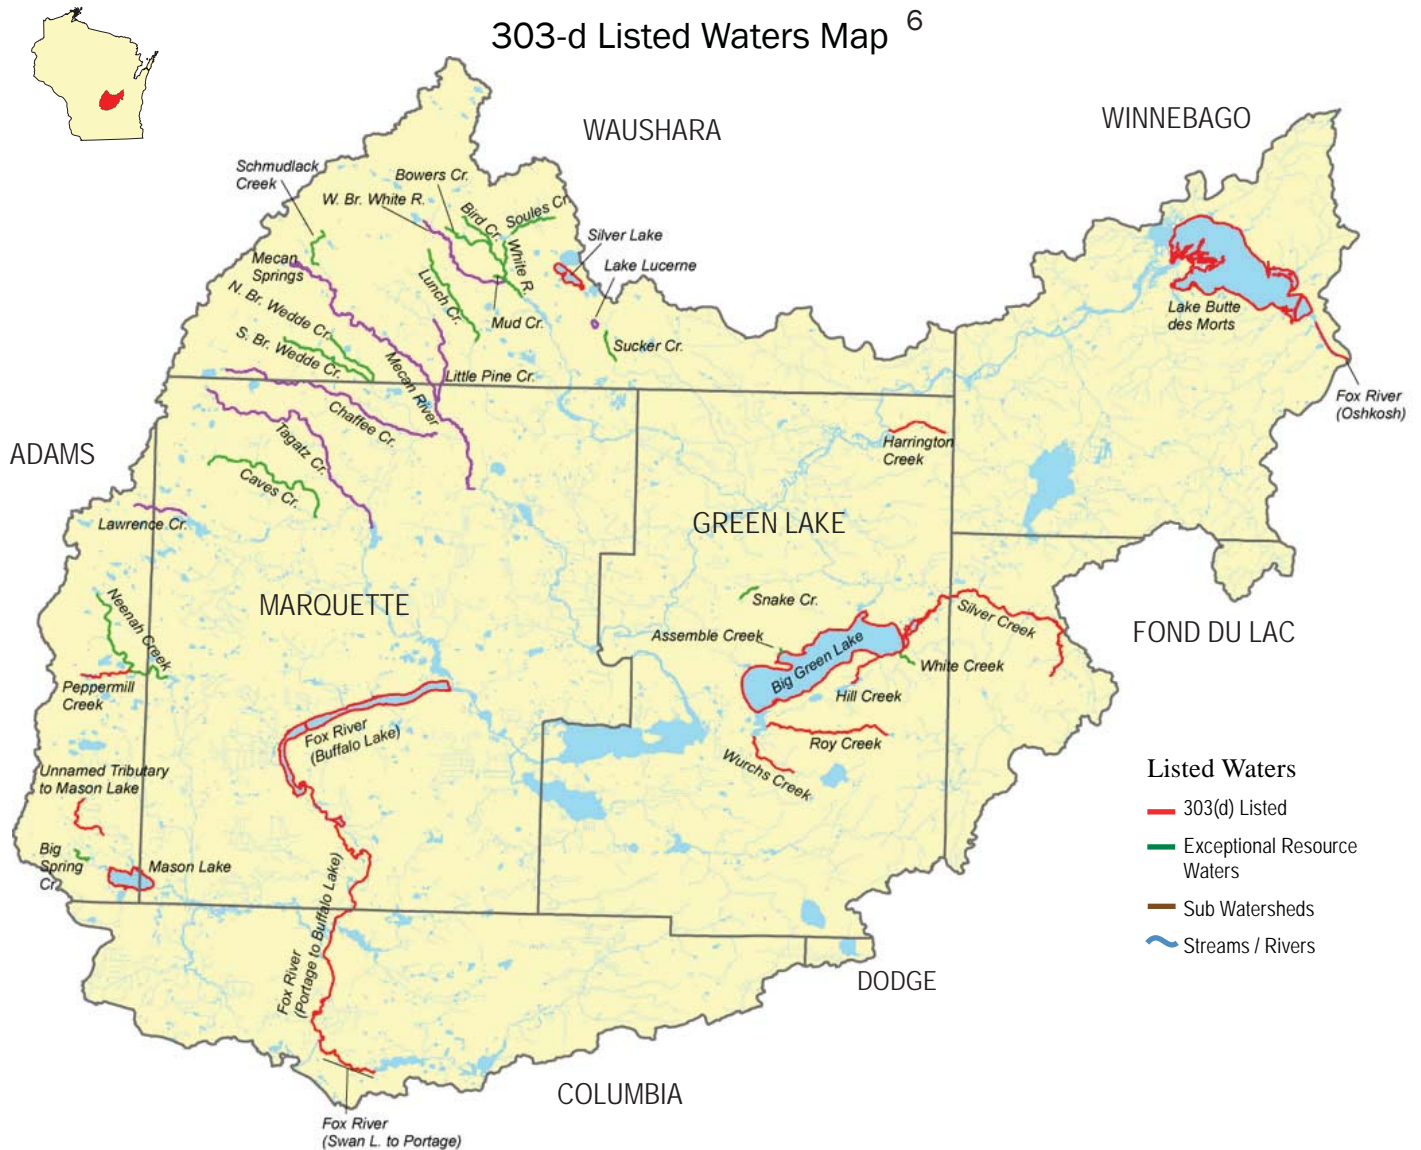 303-d Listed Waters Map 6
WAUSHARA
WINNEBAGO
Schmudlack
Creek
Bowers Cr.
W. Br. White R.
Bird Cr.
Soules Cr.
White R.
Silver Lake
Lake Lucerne
Mecan
Springs
Lunch Cr.
N. Br. Wedde Cr.
Mud Cr.
S. Br. Wedde Cr.
Sucker Cr.
Lake Butte
des Morts
Mecan River
Little Pine Cr.
Fox River
(Oshkosh)
Chaffee Cr.
Tagatz Cr.
Harrington
Creek
ADAMS
Caves Cr.
Lawrence Cr.
GREEN LAKE
MARQUETTE
Neenah Creek
Snake Cr.
Silver Creek
Assemble Creek
FOND DU LAC
Big Green Lake
White Creek
Peppermill
Creek
Hill Creek
Fox River
(Buffalo Lake)
Roy Creek
Wurchs Creek
Unnamed Tributary
to Mason Lake
Listed Waters
303(d) Listed
Exceptional Resource
Waters
Sub Watersheds
Streams / Rivers
Big
Spring
Cr.
Mason Lake
Fox River
(Portage to Buffalo Lake)
DODGE
COLUMBIA
Fox River
(Swan L. to Portage)